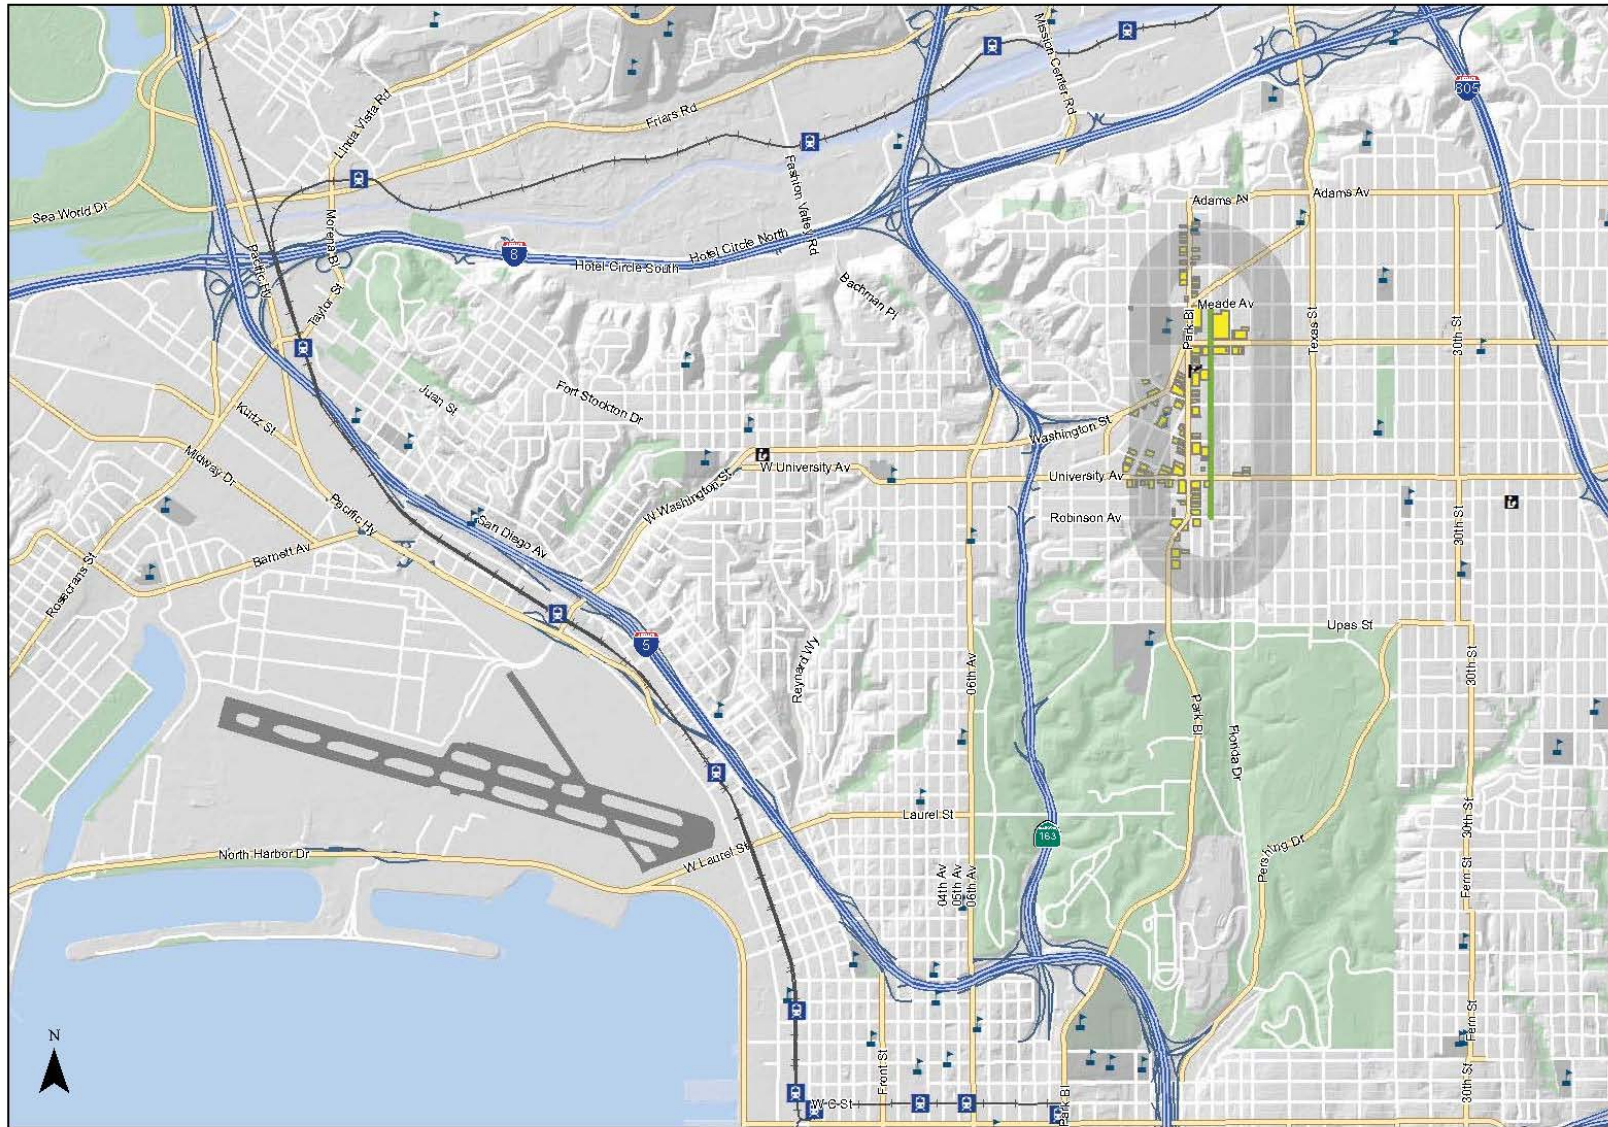 Mission Center Rd
805
Linda Vista Rd
Friars Rd
Fashion Valley Rd
Adams Av
Adams Av
Sea World Dr
Morena Bl
Pacific Hy
8
Hotel Circle North
Hotel Circle South
Bachman Pl
Taylor St
Meade Av
Park Bl
Texas St
30th St
Juan St
Fort Stockton Dr
Kurtz St
Washington St
Midway Dr
W University Av
University Av
W Washington St
Pacific Hy
San Diego Av
Robinson Av
30th St
Barnett Av
Rosecrans St
5
Upas St
Reynard Wy
06th Av
30th St
Park Bl
Florida Dr
Laurel St
163
30th St
North Harbor Dr
W Laurel St
Pershing Dr
04th Av
05th Av
06th Av
Fern St
N
Fern St
Front St
30th St
W C St
Park Bl